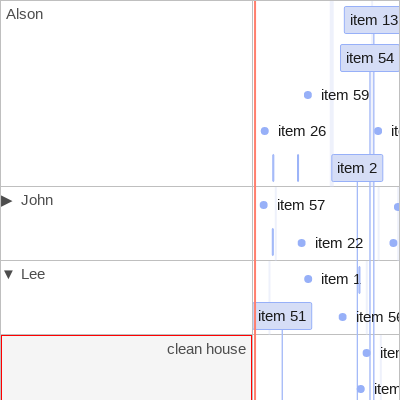 Alson
item 13
item 54
item 59
item 26
it
item 2
▶ John
item 57
item 22
▼ Lee
item 1
item 51
item 56
clean house
iter
item